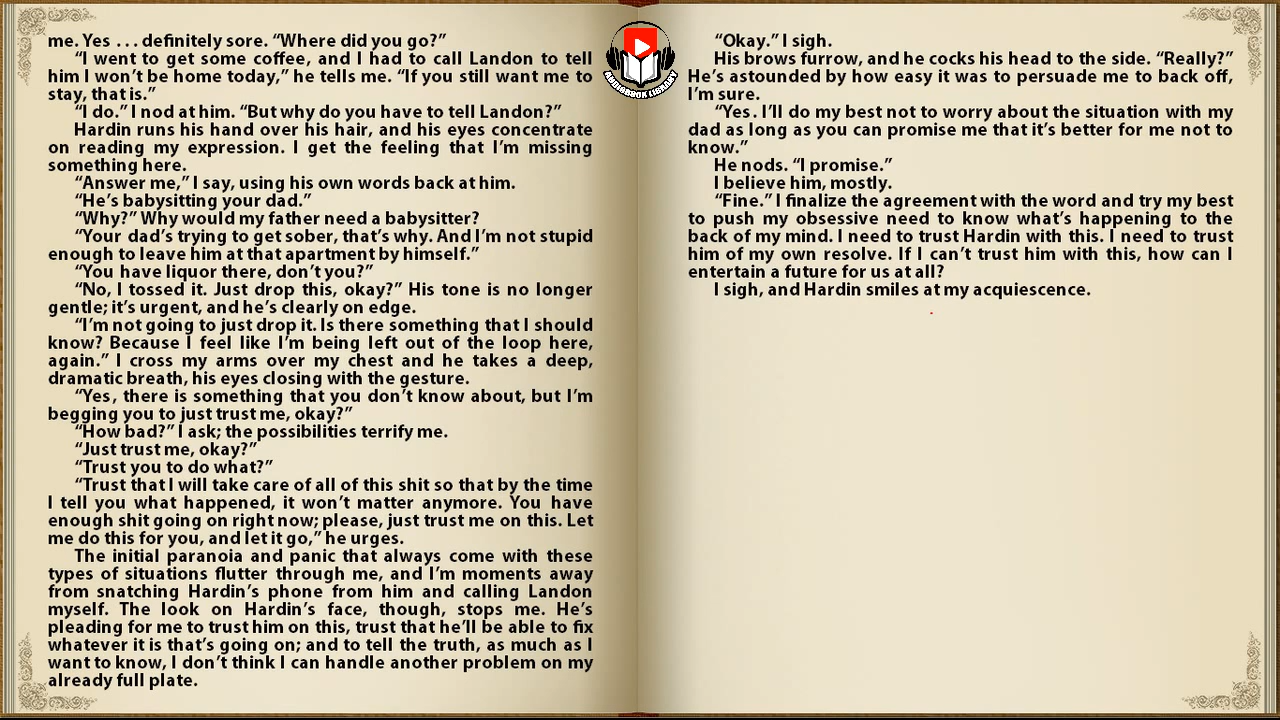 me. Yes . . . definitely sore. “Where did you go?”
“I went to get some coffee, and I had to call Landon to tell
him I won’t be home today,” he tells me. “If you still want me to
stay, that is.”
“I do.” I nod at him. “But why do you have to tell Landon?”
Hardin runs his hand over his hair, and his eyes concentrate
on reading my expression. I get the feeling that I’m missing
something here.
“Answer me,” I say, using his own words back at him.
“He’s babysitting your dad.”
“Why?” Why would my father need a babysitter?
“Your dad’s trying to get sober, that’s why. And I’m not stupid
enough to leave him at that apartment by himself.”
“You have liquor there, don’t you?”
“No, I tossed it. Just drop this, okay?” His tone is no longer
gentle; it’s urgent, and he’s clearly on edge.
“I’m not going to just drop it. Is there something that I should
know? Because I feel like I’m being left out of the loop here,
again.” I cross my arms over my chest and he takes a deep,
dramatic breath, his eyes closing with the gesture.
“Yes, there is something that you don’t know about, but I’m
begging you to just trust me, okay?”
“How bad?” I ask; the possibilities terrify me.
“Just trust me, okay?”
“Trust you to do what?”
“Trust that I will take care of all of this shit so that by the time
I tell you what happened, it won’t matter anymore. You have
enough shit going on right now; please, just trust me on this. Let
me do this for you, and let it go,” he urges.
The initial paranoia and panic that always come with these
types of situations flutter through me, and I’m moments away
from snatching Hardin’s phone from him and calling Landon
myself. The look on Hardin’s face, though, stops me. He’s
pleading for me to trust him on this, trust that he’ll be able to fix
whatever it is that’s going on; and to tell the truth, as much as I
want to know, I don’t think I can handle another problem on my
already full plate.
AUDIOBOOK LIBRARY
“Okay.” I sigh.
His brows furrow, and he cocks his head to the side. “Really?”
He’s astounded by how easy it was to persuade me to back off,
I’m sure.
“Yes. I’ll do my best not to worry about the situation with my
dad as long as you can promise me that it’s better for me not to
know.”
He nods. “I promise.”
I believe him, mostly.
“Fine.” I finalize the agreement with the word and try my best
to push my obsessive need to know what’s happening to the
back of my mind. I need to trust Hardin with this. I need to trust
him of my own resolve. If I can’t trust him with this, how can I
entertain a future for us at all?
I sigh, and Hardin smiles at my acquiescence.